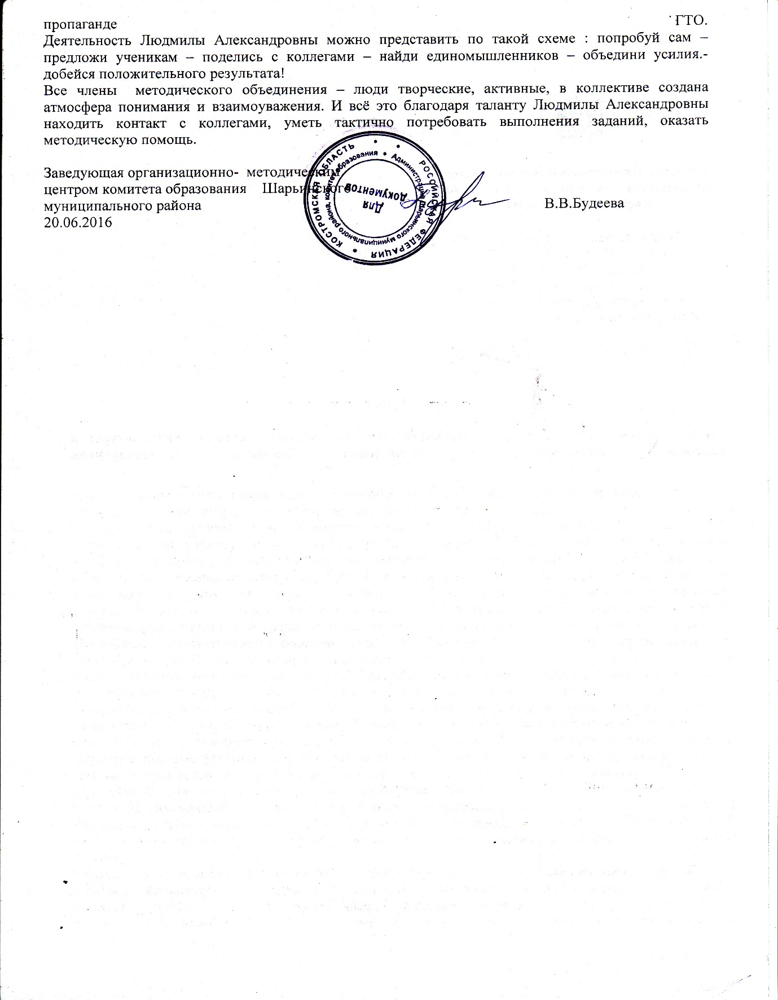 пропаганде ГТО.
Деятельность Людмилы Александровны можно представить по такой схеме : попробуй сам –
предложи ученикам – поделись с коллегами – найди единомышленников – объедини усилия.-
добейся положительного результата!
Все члены методического объединения – люди творческие, активные, в коллективе создана
атмосфера понимания и взаимоуважения. И всё это благодаря таланту Людмилы Александровны
находить контакт с коллегами, уметь тактично потребовать выполнения заданий, оказать
методическую помощь.
Заведующая организационно- методическим
центром комитета образования Шарьинского
муниципального района В.В.Будеева
20.06.2016
РОССИЙСКАЯ ФЕДЕРАЦИЯ • КОСТРОМСКАЯ ОБЛАСТЬ
Администрация Шарьинского муниципального района, комитет образования
Для
документов